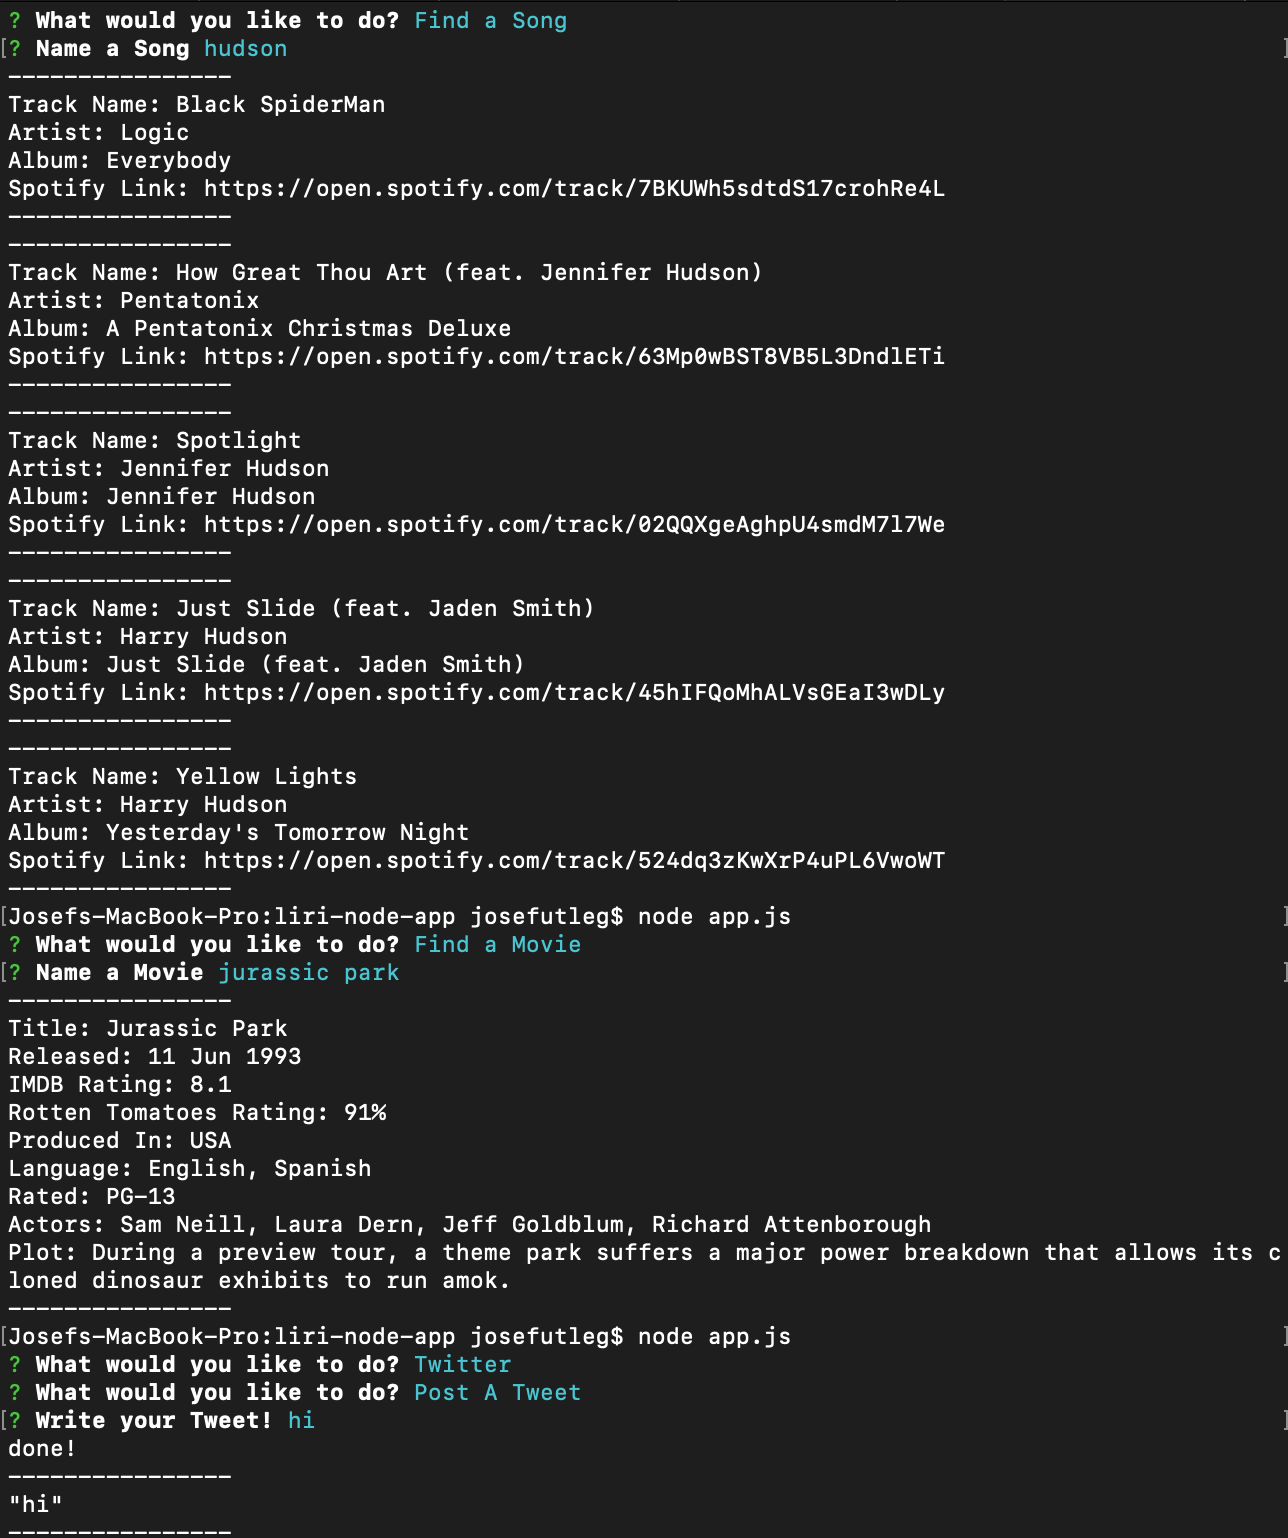 ? What would you like to do? Find a Song
[? Name a Song hudson ]
----------------
Track Name: Black SpiderMan
Artist: Logic
Album: Everybody
Spotify Link: https://open.spotify.com/track/7BKUWh5sdtdS17crohRe4L
----------------
----------------
Track Name: How Great Thou Art (feat. Jennifer Hudson)
Artist: Pentatonix
Album: A Pentatonix Christmas Deluxe
Spotify Link: https://open.spotify.com/track/63Mp0wBST8VB5L3DndlETi
----------------
----------------
Track Name: Spotlight
Artist: Jennifer Hudson
Album: Jennifer Hudson
Spotify Link: https://open.spotify.com/track/02QQXgeAghpU4smdM7l7We
----------------
----------------
Track Name: Just Slide (feat. Jaden Smith)
Artist: Harry Hudson
Album: Just Slide (feat. Jaden Smith)
Spotify Link: https://open.spotify.com/track/45hIFQoMhALVsGEaI3wDLy
----------------
----------------
Track Name: Yellow Lights
Artist: Harry Hudson
Album: Yesterday's Tomorrow Night
Spotify Link: https://open.spotify.com/track/524dq3zKwXrP4uPL6VwoWT
----------------
[Josefs-MacBook-Pro:liri-node-app josefutleg$ node app.js ]
? What would you like to do? Find a Movie
[? Name a Movie jurassic park ]
----------------
Title: Jurassic Park
Released: 11 Jun 1993
IMDB Rating: 8.1
Rotten Tomatoes Rating: 91%
Produced In: USA
Language: English, Spanish
Rated: PG-13
Actors: Sam Neill, Laura Dern, Jeff Goldblum, Richard Attenborough
Plot: During a preview tour, a theme park suffers a major power breakdown that allows its c
loned dinosaur exhibits to run amok.
----------------
[Josefs-MacBook-Pro:liri-node-app josefutleg$ node app.js ]
? What would you like to do? Twitter
? What would you like to do? Post A Tweet
[? Write your Tweet! hi ]
done!
----------------
"hi"
----------------